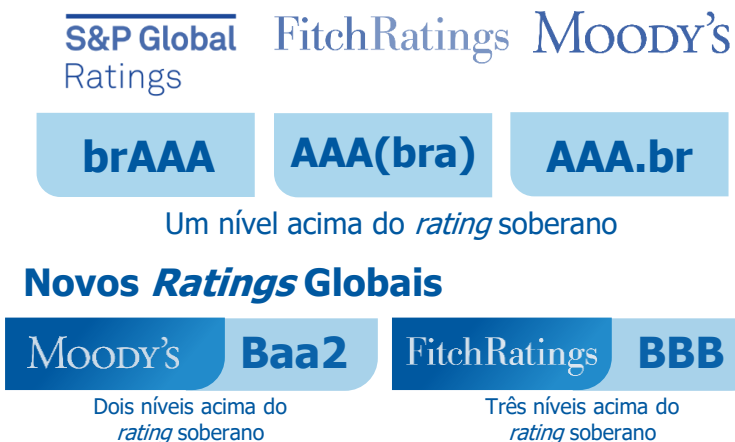 S&P Global
Ratings
FitchRatings
MOODY'S
brAAA
AAA(bra)
AAA.br
Um nível acima do rating soberano
Novos Ratings Globais
MOODY'S
Baa2
FitchRatings
BBB
Dois níveis acima do
rating soberano
Três níveis acima do
rating soberano